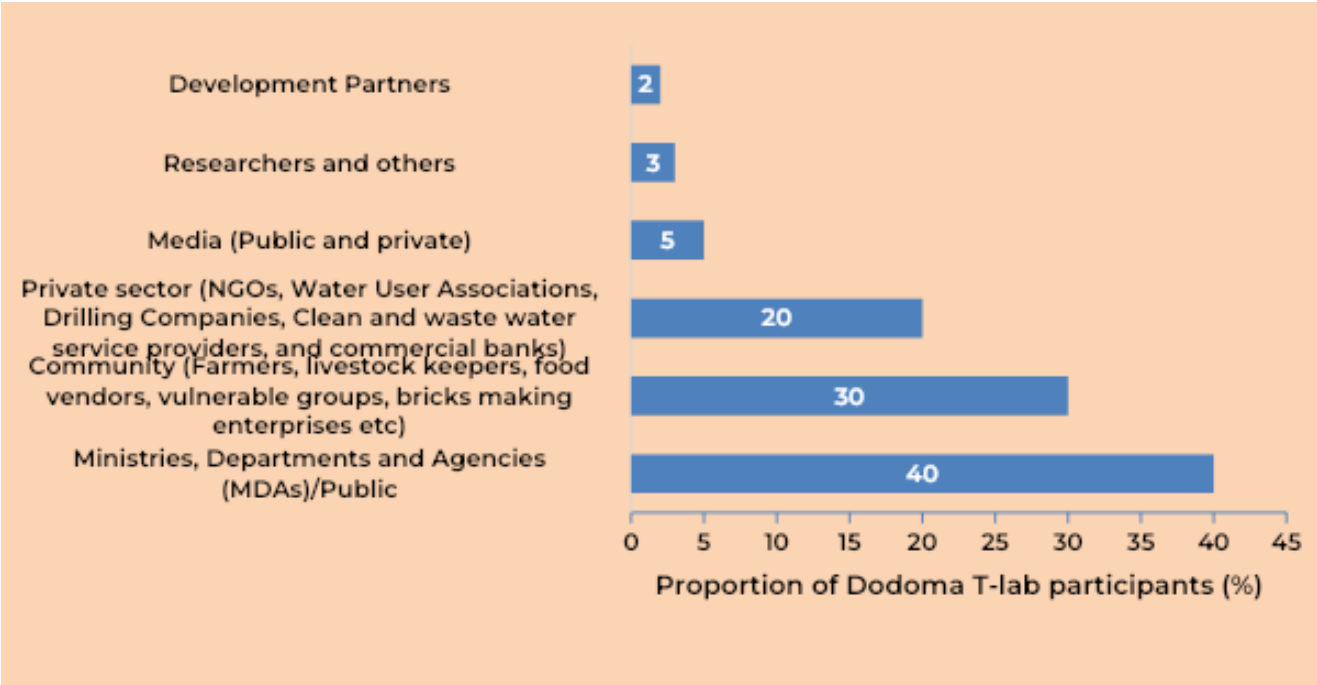 Development Partners
2
Researchers and others
3
Media (Public and private)
5
Private sector (NGOs, Water User Associations,
Drilling Companies, Clean and waste water
service providers, and commercial banks)
20
Community (Farmers, livestock keepers, food
vendors, vulnerable groups, bricks making
enterprises etc)
30
Ministries, Departments and Agencies
(MDAs)/Public
40
0 5 10 15 20 25 30 35 40 45
Proportion of Dodoma T-lab participants (%)